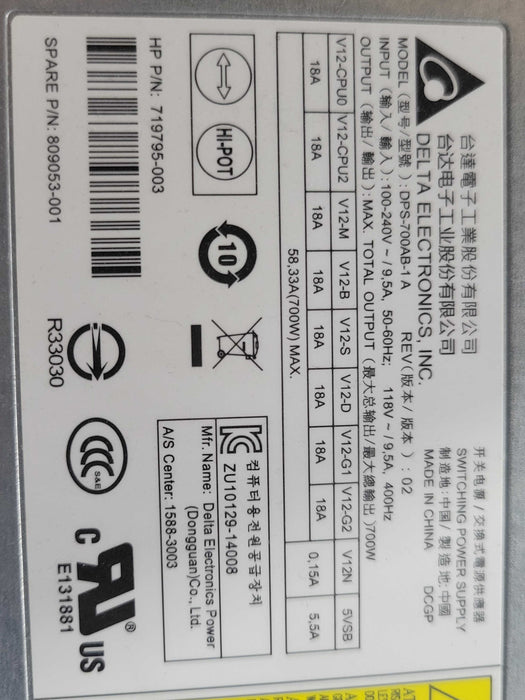 台達電子工業股份有限公司
台达电子工业股份有限公司
DELTA ELECTRONICS, INC.
开关电源 / 交換式電源供應器
SWITCHING POWER SUPPLY
制造地:中国/ 製造地:中國
MADE IN CHINA DCGP
MODEL (型号/型號):DPS-700AB-1 A REV(版本/版本): 02
INPUT (输入/輸入):100-240V ~ / 9.5A, 50-60Hz; 118V ~ / 9.5A, 400Hz
OUTPUT (输出/輸出):MAX. TOTAL OUTPUT (最大总输出/最大總輸出)700W
V12-CPU0 V12-CPU2 V12-M V12-B V12-S V12-D V12-G1 V12-G2 V12N 5VSB
18A 18A 18A 18A 18A 18A 18A 18A 0.15A 5.5A
58.33A(700W) MAX.
HI-POT
10
컴퓨터용전원공급장치
ZU10129-14008
Mfr. Name: Delta Electronics Power
(Dongguan)Co., Ltd.
A/S Center: 1588-3003
HP P/N: 719795-003
SPARE P/N: 809053-001
R33030
S&E
C UL ® US
E131881